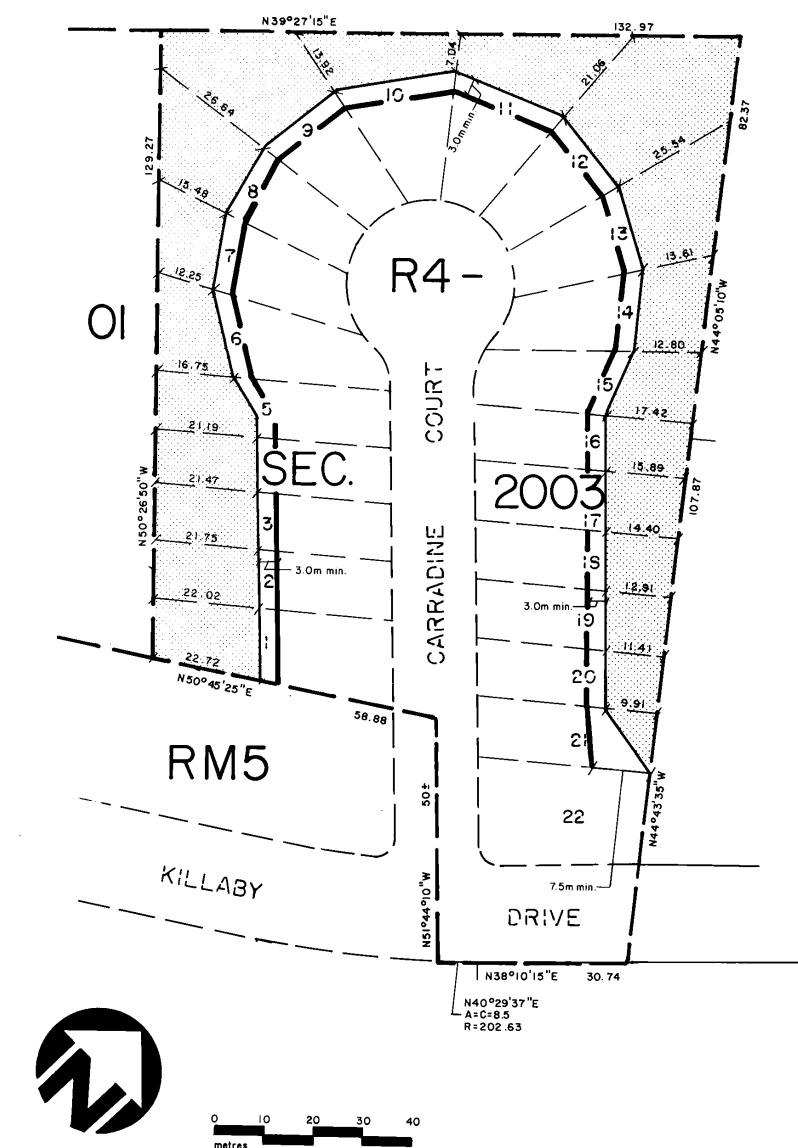 N39°27'15"E
132.97
13.92
7.04
21.06
26.64
10
11
3.0m min.
9
12
25.54
82.37
129.27
8
15.48
13
7
R4-
13.61
12.25
14
OI
6
N44°05'10"W
12.80
16.75
15
5
17.42
21.19
16
COURT
SEC. 2003
15.89
21.47
107.87
N50°26'50"W
3
17
14.40
21.75
3.0m min.
18
2
12.91
22.02
3.0m min.
19
CARRADINE
1
11.41
22.72
20
N50°45'25"E
9.91
58.88
21
RM5
50±
N44°43'35"W
22
KILLABY
7.5m min.
DRIVE
N51°44'10"W
N38°10'15"E 30.74
N40°29'37"E
A=C=8.5
R=202.63
N
0 10 20 30 40
metres